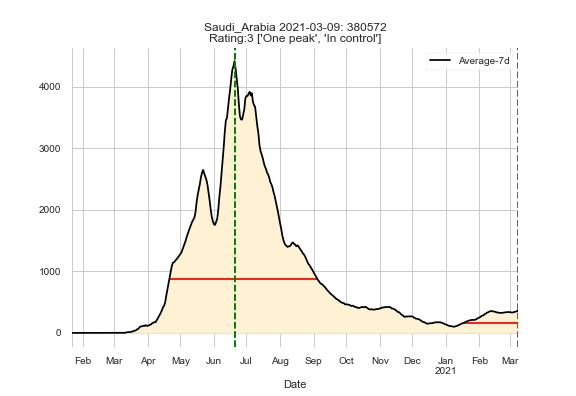 Saudi_Arabia 2021-03-09: 380572
Rating:3 ['One peak', 'In control']
Average-7d
4000
3000
2000
1000
0
Feb Mar Apr May Jun Jul Aug Sep Oct Nov Dec Jan Feb Mar
2021
Date